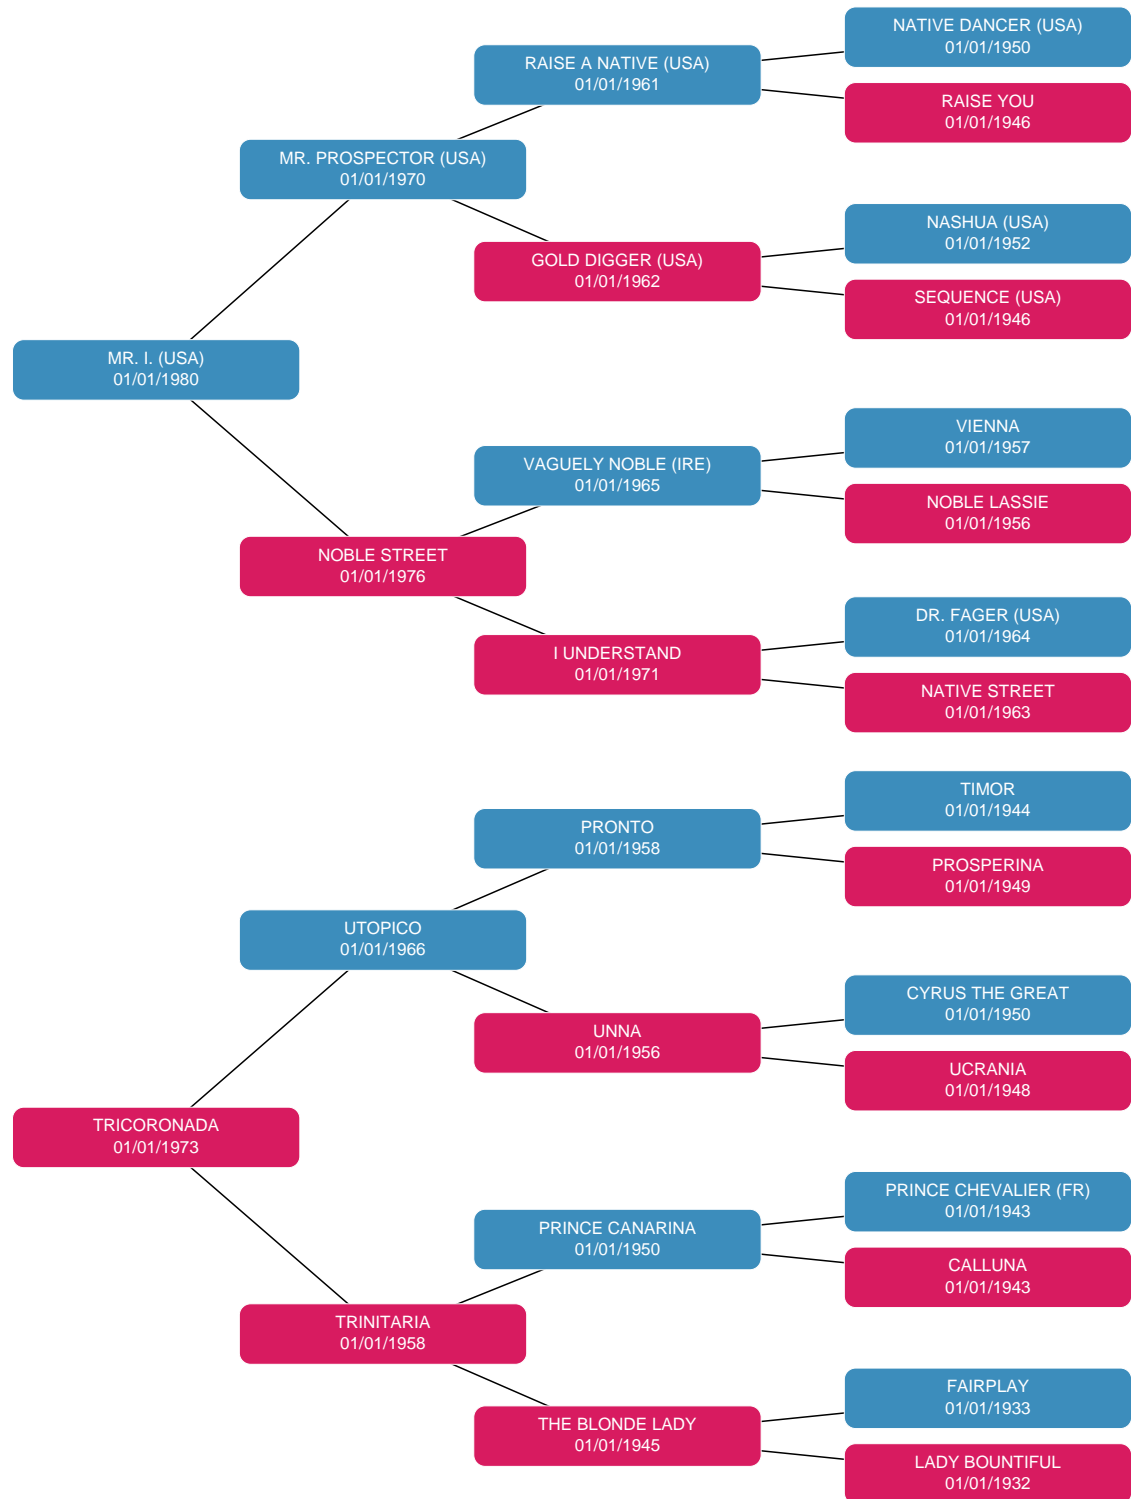 NATIVE DANCER (USA)
01/01/1950
RAISE A NATIVE (USA)
01/01/1961
RAISE YOU
01/01/1946
MR. PROSPECTOR (USA)
01/01/1970
NASHUA (USA)
01/01/1952
GOLD DIGGER (USA)
01/01/1962
SEQUENCE (USA)
01/01/1946
MR. I. (USA)
01/01/1980
VIENNA
01/01/1957
VAGUELY NOBLE (IRE)
01/01/1965
NOBLE LASSIE
01/01/1956
NOBLE STREET
01/01/1976
DR. FAGER (USA)
01/01/1964
I UNDERSTAND
01/01/1971
NATIVE STREET
01/01/1963
TIMOR
01/01/1944
PRONTO
01/01/1958
PROSPERINA
01/01/1949
UTOPICO
01/01/1966
CYRUS THE GREAT
01/01/1950
UNNA
01/01/1956
UCRANIA
01/01/1948
TRICORONADA
01/01/1973
PRINCE CHEVALIER (FR)
01/01/1943
PRINCE CANARINA
01/01/1950
CALLUNA
01/01/1943
TRINITARIA
01/01/1958
FAIRPLAY
01/01/1933
THE BLONDE LADY
01/01/1945
LADY BOUNTIFUL
01/01/1932